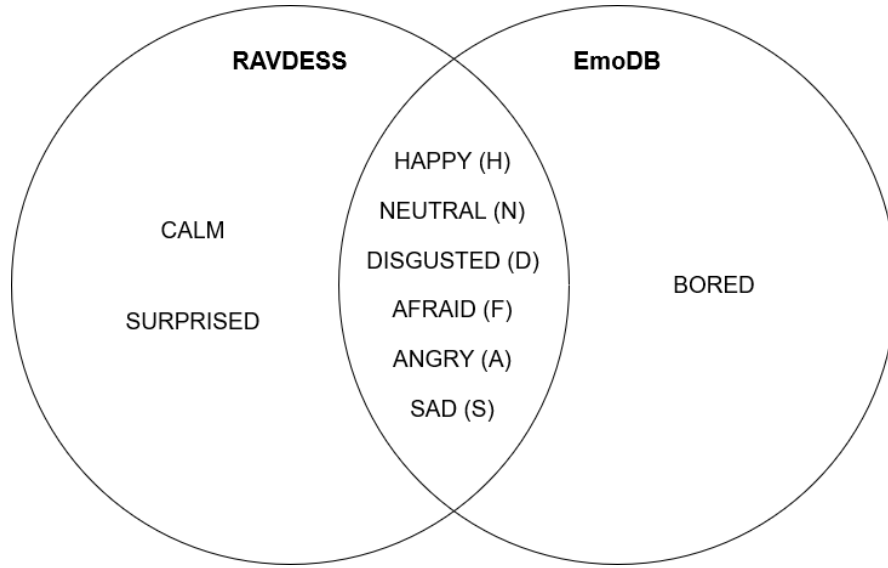 RAVDESS
EmoDB
HAPPY (H)
NEUTRAL (N)
DISGUSTED (D)
AFRAID (F)
ANGRY (A)
SAD (S)
CALM
SURPRISED
BORED